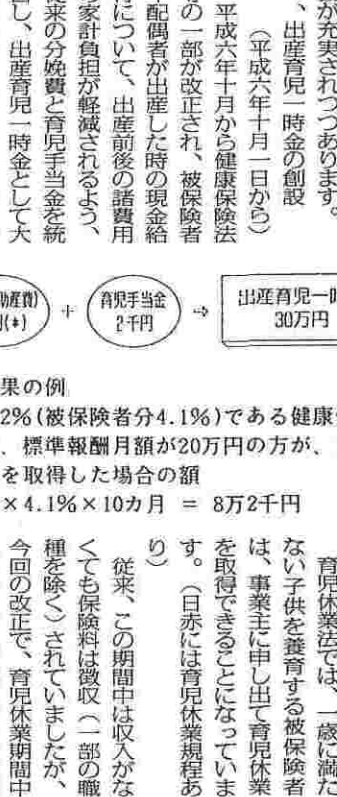 が充実されつつあります。
、出産育児一時金の創設
(平成六年十月一日から)
平成六年十月から健康保険法
の一部が改正され、被保険者
配偶者が出産した時の現金給
について、出産前後の諸費用
家計負担が軽減されるよう、
来の分娩費と育児手当金を統
し、出産育児一時金として大
助産費)
(*)
+
育児手当金
2千円
⇨
出産育児一時
30万円
果の例
2%(被保険者分4.1%)である健康
、標準報酬月額が20万円の方が、
を取得した場合の額
×4.1%×10カ月 = 8万2千円
育児休業法では、一歳に満た
ない子供を養育する被保険者
は、事業主に申し出て育児休業
を取得できることになっていま
す。(日赤には育児休業規程あ
り)
従来、この期間中は収入がな
くても保険料は徴収(一部の職
種を除く)されていましたが、
今回の改正で、育児休業期間中